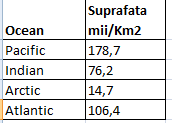 Ocean Suprafata mii/Km2
Pacific 178,7
Indian 76,2
Arctic 14,7
Atlantic 106,4